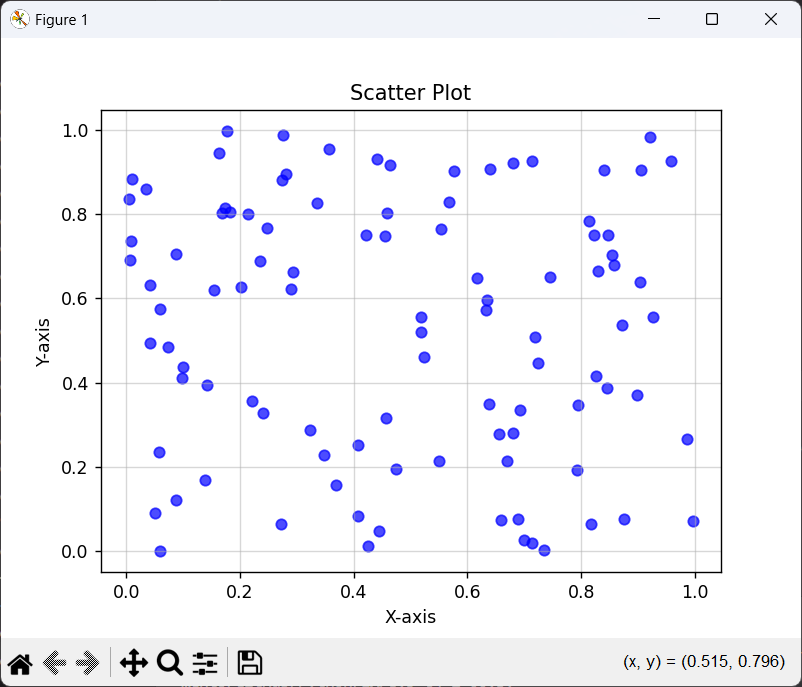 Figure 1
Scatter Plot
1.0
0.8
0.6
0.4
0.2
0.0
Y-axis
0.0 0.2 0.4 0.6 0.8 1.0
X-axis
(x, y) = (0.515, 0.796)